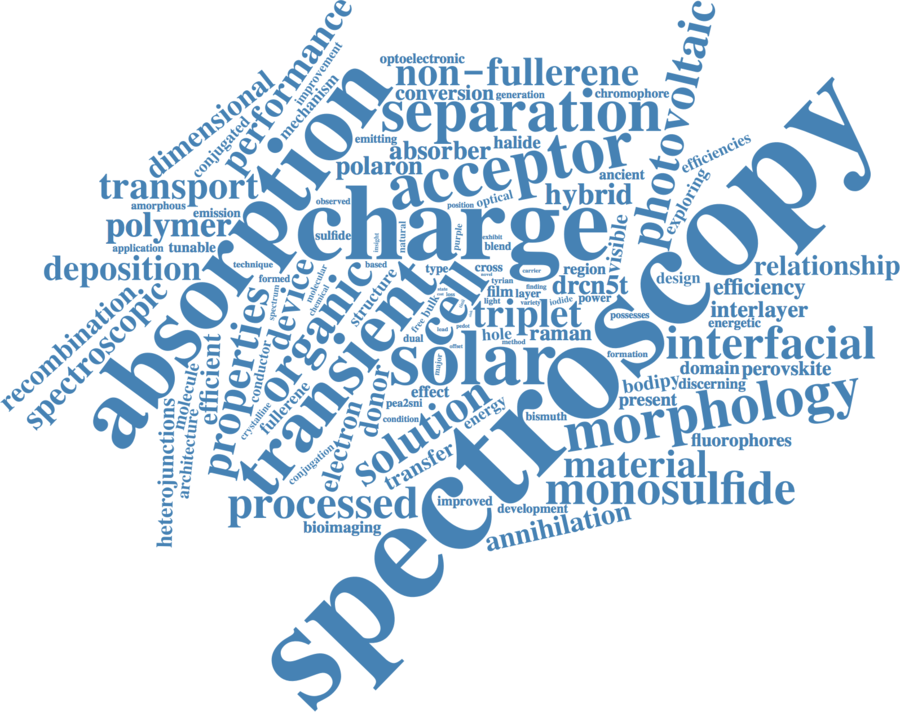 optoelectronic
non-fullerene
photovoltaic
performance
improvement
conversion
generation
chromophore
dimensional
conjugated
mechanism
absorption
separation
spectroscopy
emitting
halide
absorber
acceptor
efficiencies
polaron
ancient
exploring
transport
hybrid
optical
position
amorphous
observed
charge
emission
natural
purple
visible
polymer
sulfide
insight
exhibit
application
tunable
blend
deposition
technique
based
type
cross
carrier
region
relationship
formed
molecular
chemical
spectrum
structure
tyrian
finding
drcn5t
design
efficiency
recombination
spectroscopic
properties
device
organic
transient
free
bulk
cell
film
layer
light
variety
iodide
power
interlayer
energetic
triplet
possesses
dual
lead
pedot
hole
raman
method
offset
solar
major
formation
interfacial
efficient
conductor
molecule
architecture
heterojunctions
crystalline
fullerene
donor
effect
domain
perovskite
bodipy
discerning
present
pea2sni
condition
energy
bismuth
morphology
electron
solution
conjugation
transfer
fluorophores
material
processed
improved
monosulfide
development
bioimaging
annihilation